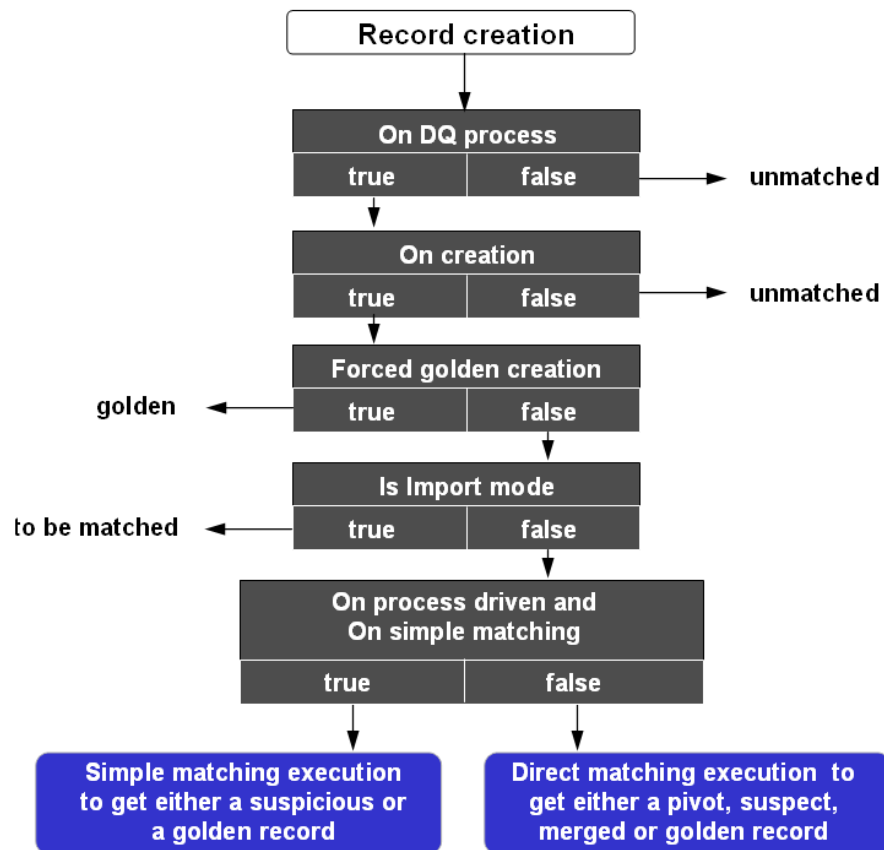 Record creation
On DQ process
true false unmatched
On creation
true false unmatched
Forced golden creation
golden true false
Is Import mode
to be matched true false
On process driven and
On simple matching
true false
Simple matching execution
to get either a suspicious or
a golden record
Direct matching execution to
get either a pivot, suspect,
merged or golden record